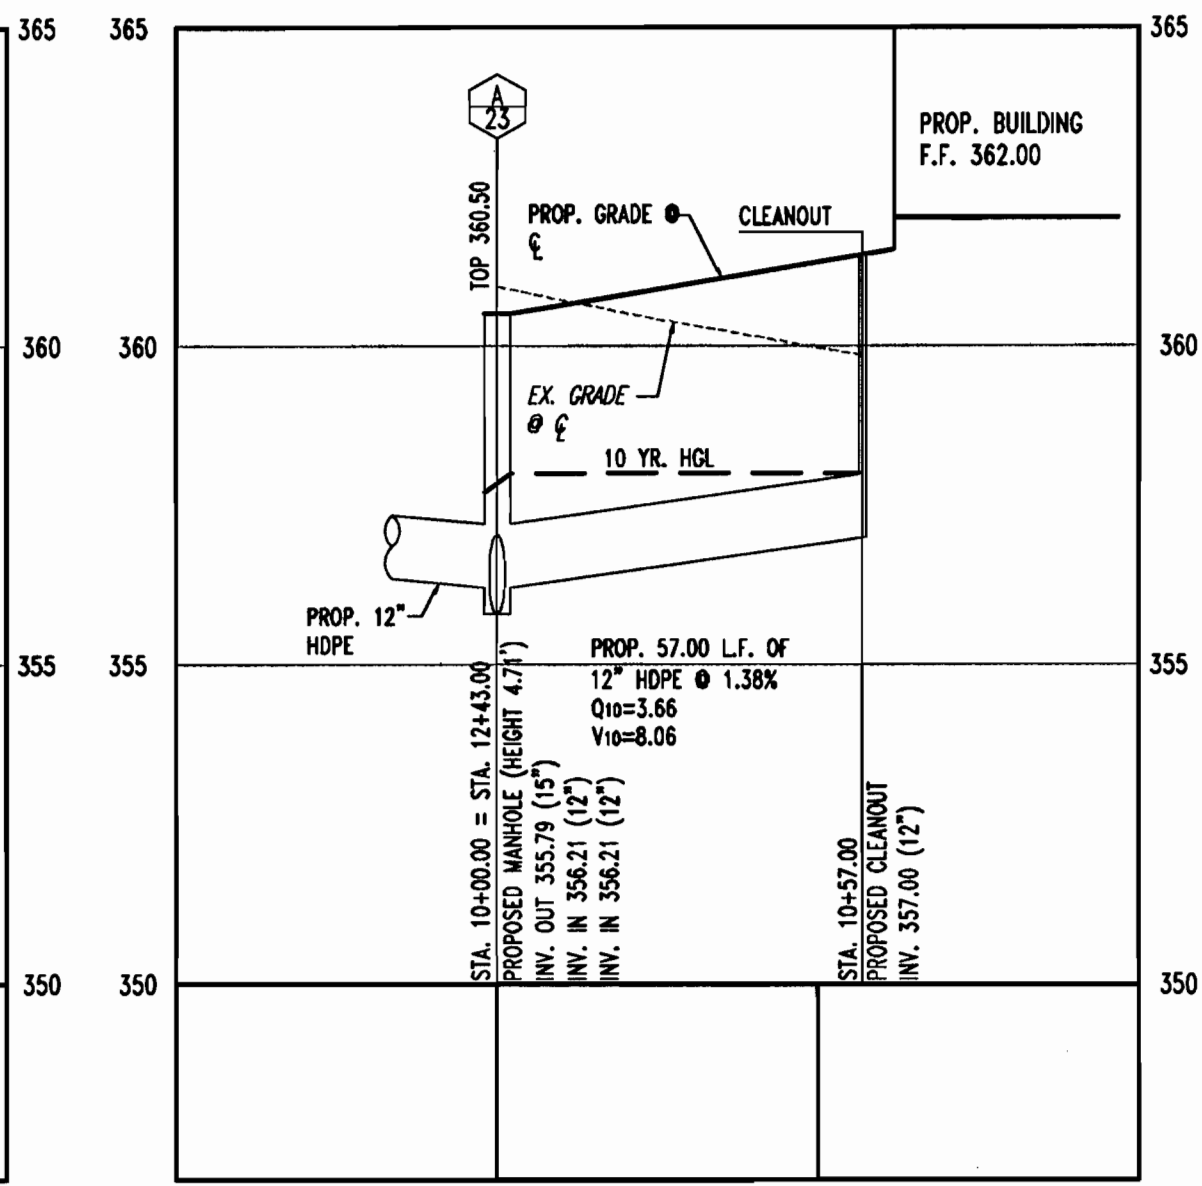 365
365
365
A
23
PROP. BUILDING
F.F. 362.00
TOP 360.50
PROP. GRADE @
℄
CLEANOUT
360
360
360
EX. GRADE
@ ℄
10 YR. HGL
PROP. 12"
HDPE
355
355
355
PROP. 57.00 L.F. OF
12" HDPE @ 1.38%
Q10=3.66
V10=8.06
STA. 10+00.00 = STA. 12+43.00
PROPOSED MANHOLE (HEIGHT 4.71')
INV. OUT 355.79 (15")
INV. IN 356.21 (12")
INV. IN 356.21 (12")
STA. 10+57.00
PROPOSED CLEANOUT
INV. 357.00 (12")
350
350
350